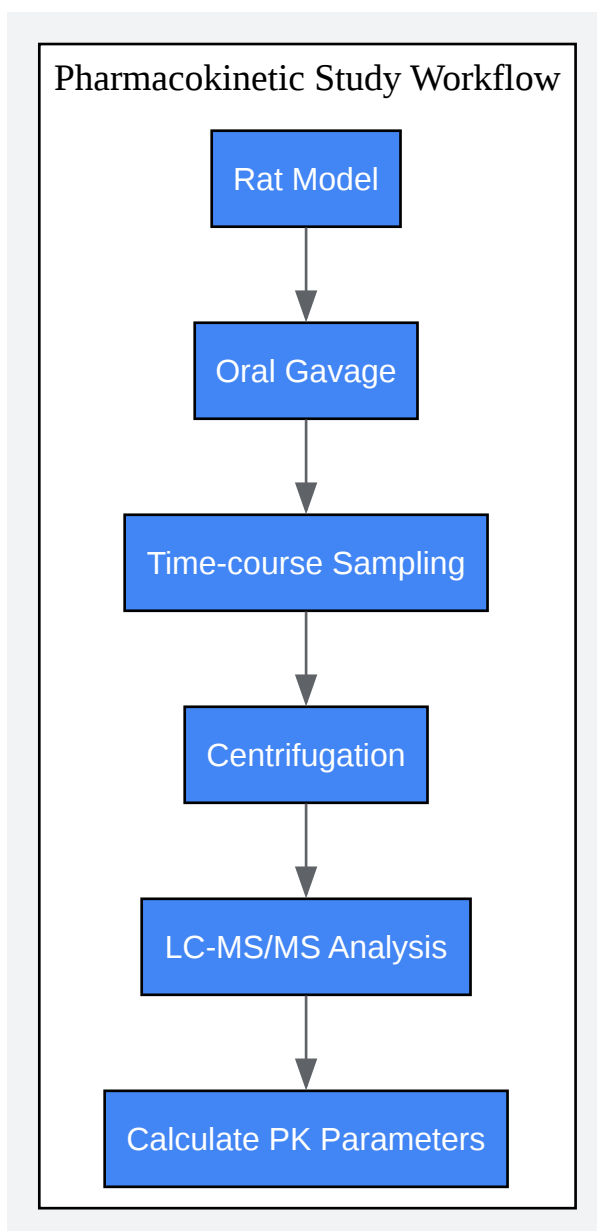 Pharmacokinetic Study Workflow
Rat Model
Oral Gavage
Time-course Sampling
Centrifugation
LC-MS/MS Analysis
Calculate PK Parameters